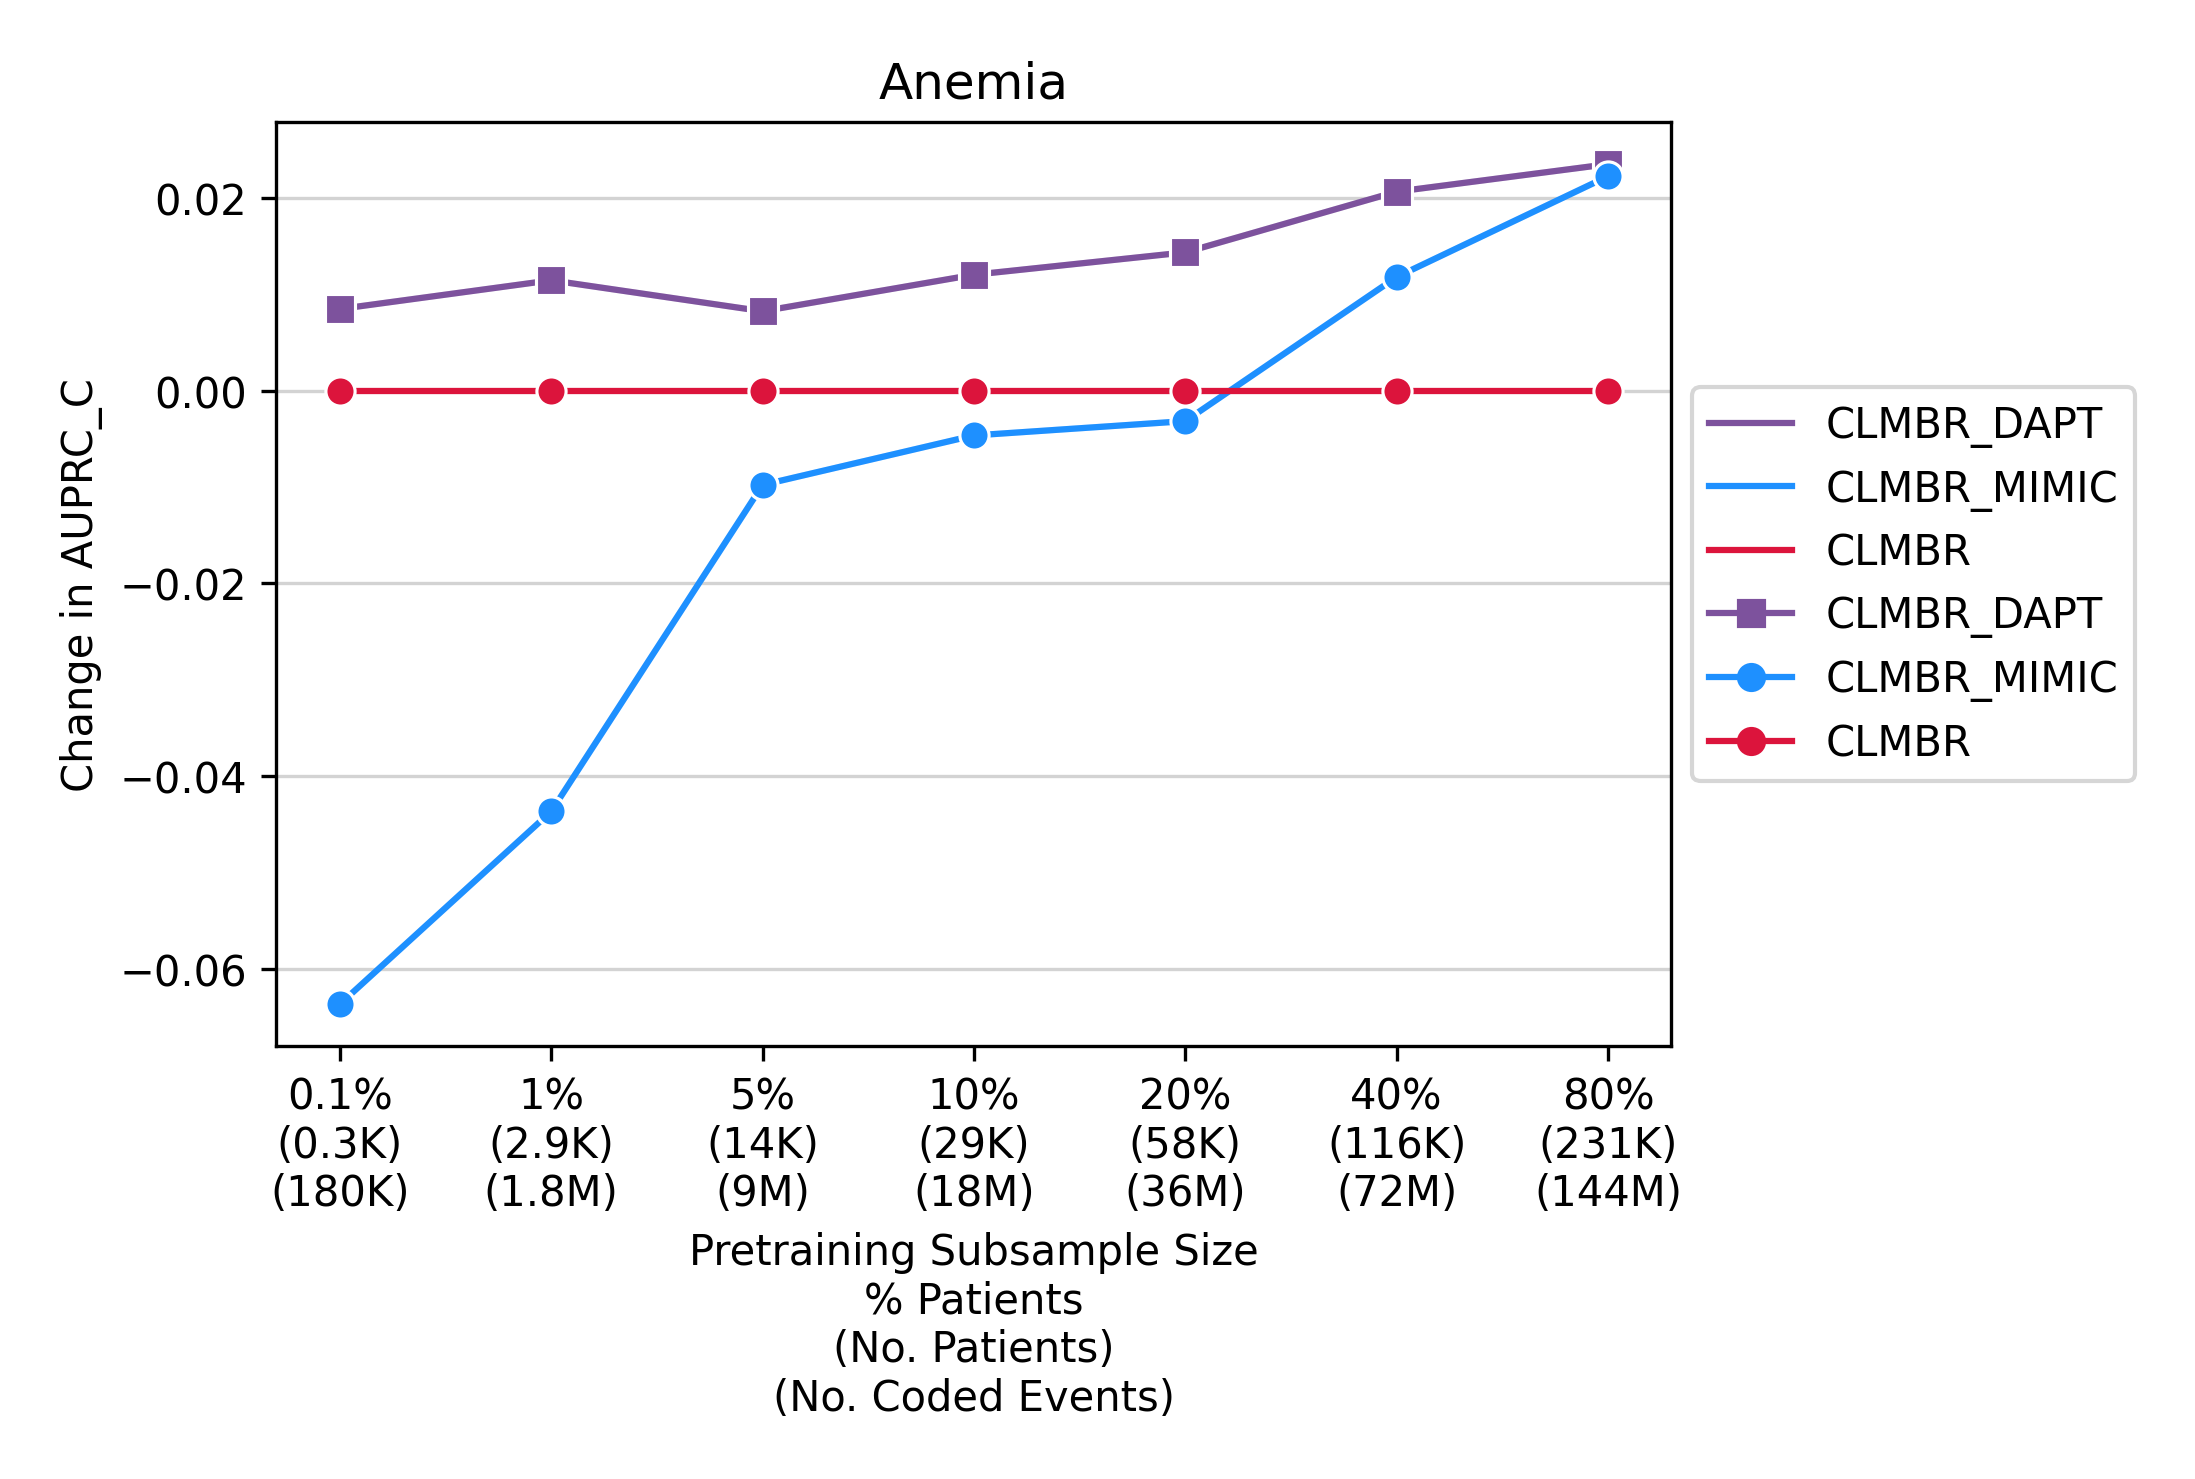 Anemia
Change in AUPRC_C
0.02
0.00
−0.02
−0.04
−0.06
0.1% 1% 5% 10% 20% 40% 80%
(0.3K) (2.9K) (14K) (29K) (58K) (116K) (231K)
(180K) (1.8M) (9M) (18M) (36M) (72M) (144M)
Pretraining Subsample Size
% Patients
(No. Patients)
(No. Coded Events)
CLMBR_DAPT
CLMBR_MIMIC
CLMBR
CLMBR_DAPT
CLMBR_MIMIC
CLMBR